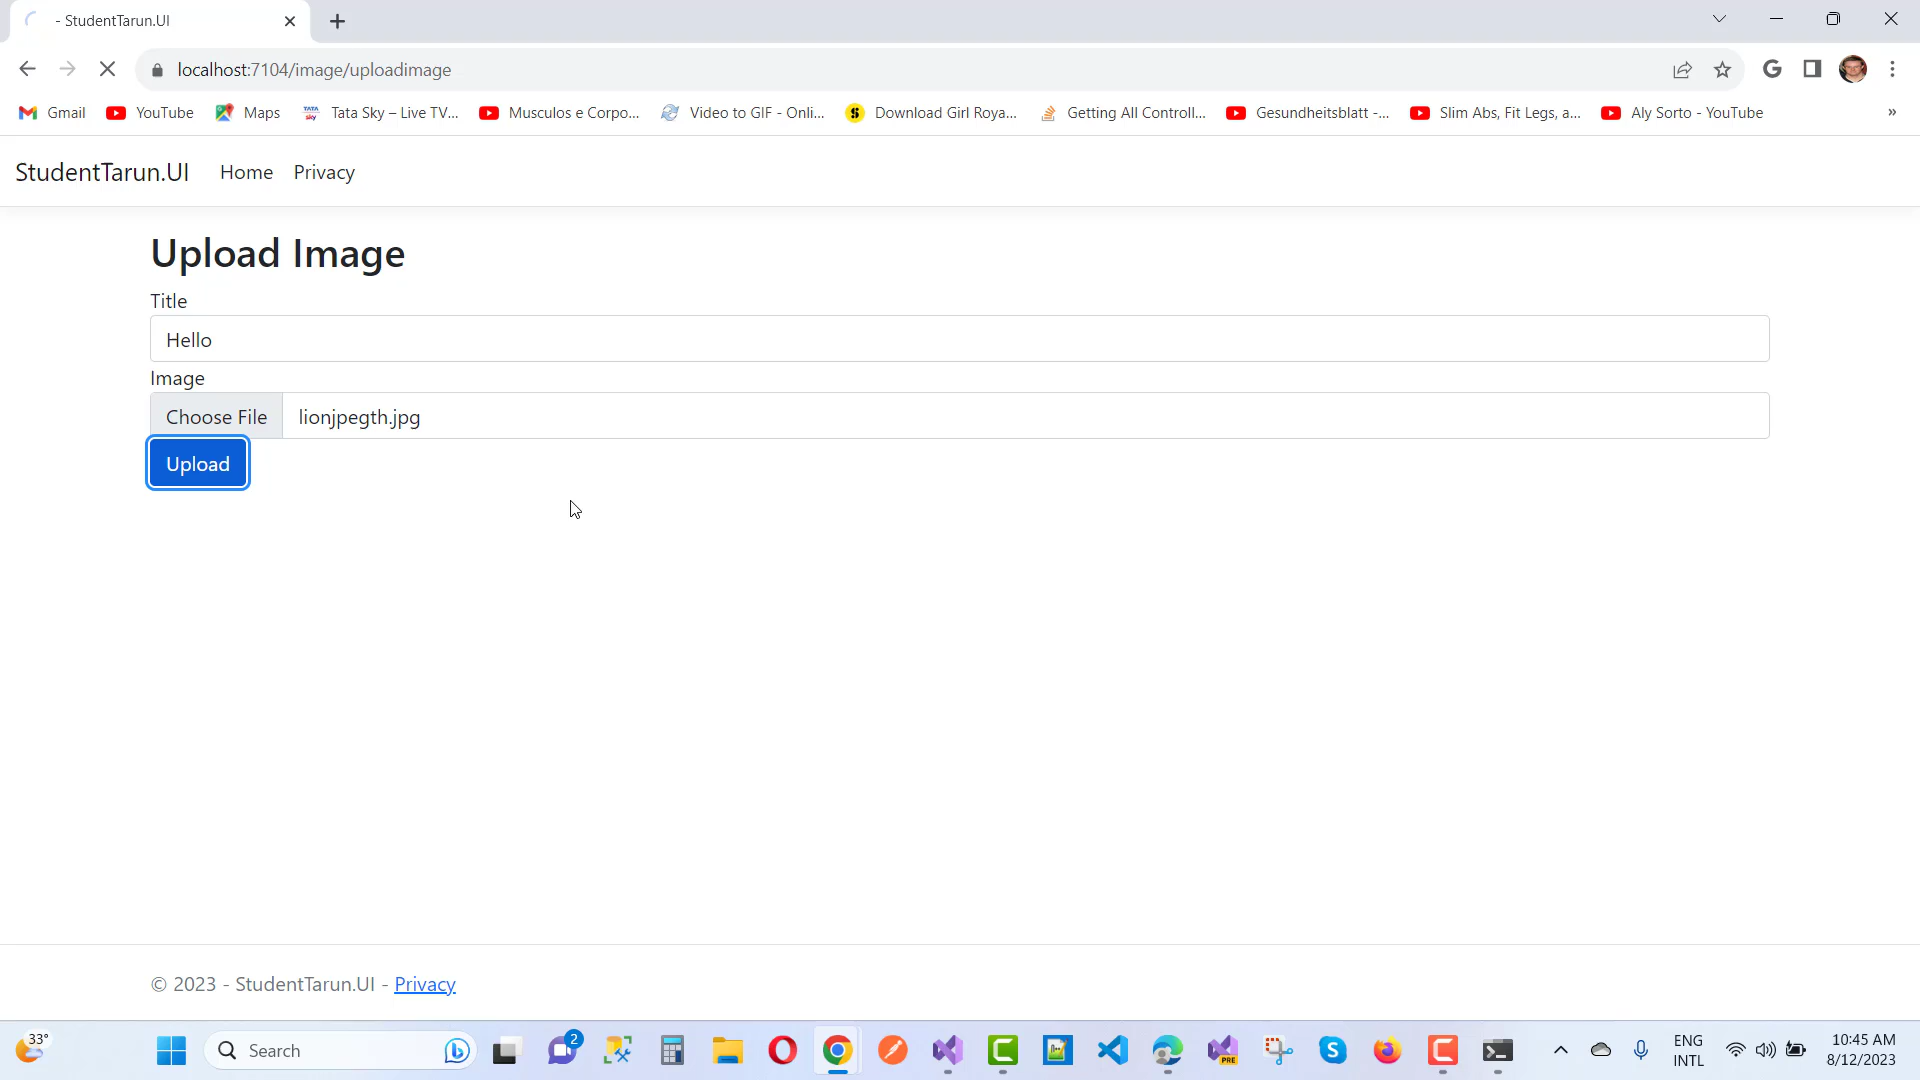 - StudentTarun.UI
localhost:7104/image/uploadimage
Gmail
YouTube
Maps
Tata Sky – Live TV...
Musculos e Corpo...
Video to GIF - Onli...
Download Girl Roya...
Getting All Controll...
Gesundheitsblatt -...
Slim Abs, Fit Legs, a...
Aly Sorto - YouTube
»
StudentTarun.UI
Home
Privacy
Upload Image
Title
Hello
Image
Choose File
lionjpegth.jpg
Upload
© 2023 - StudentTarun.UI - Privacy
33°
Search
2
PRE
ENG
INTL
10:45 AM
8/12/2023